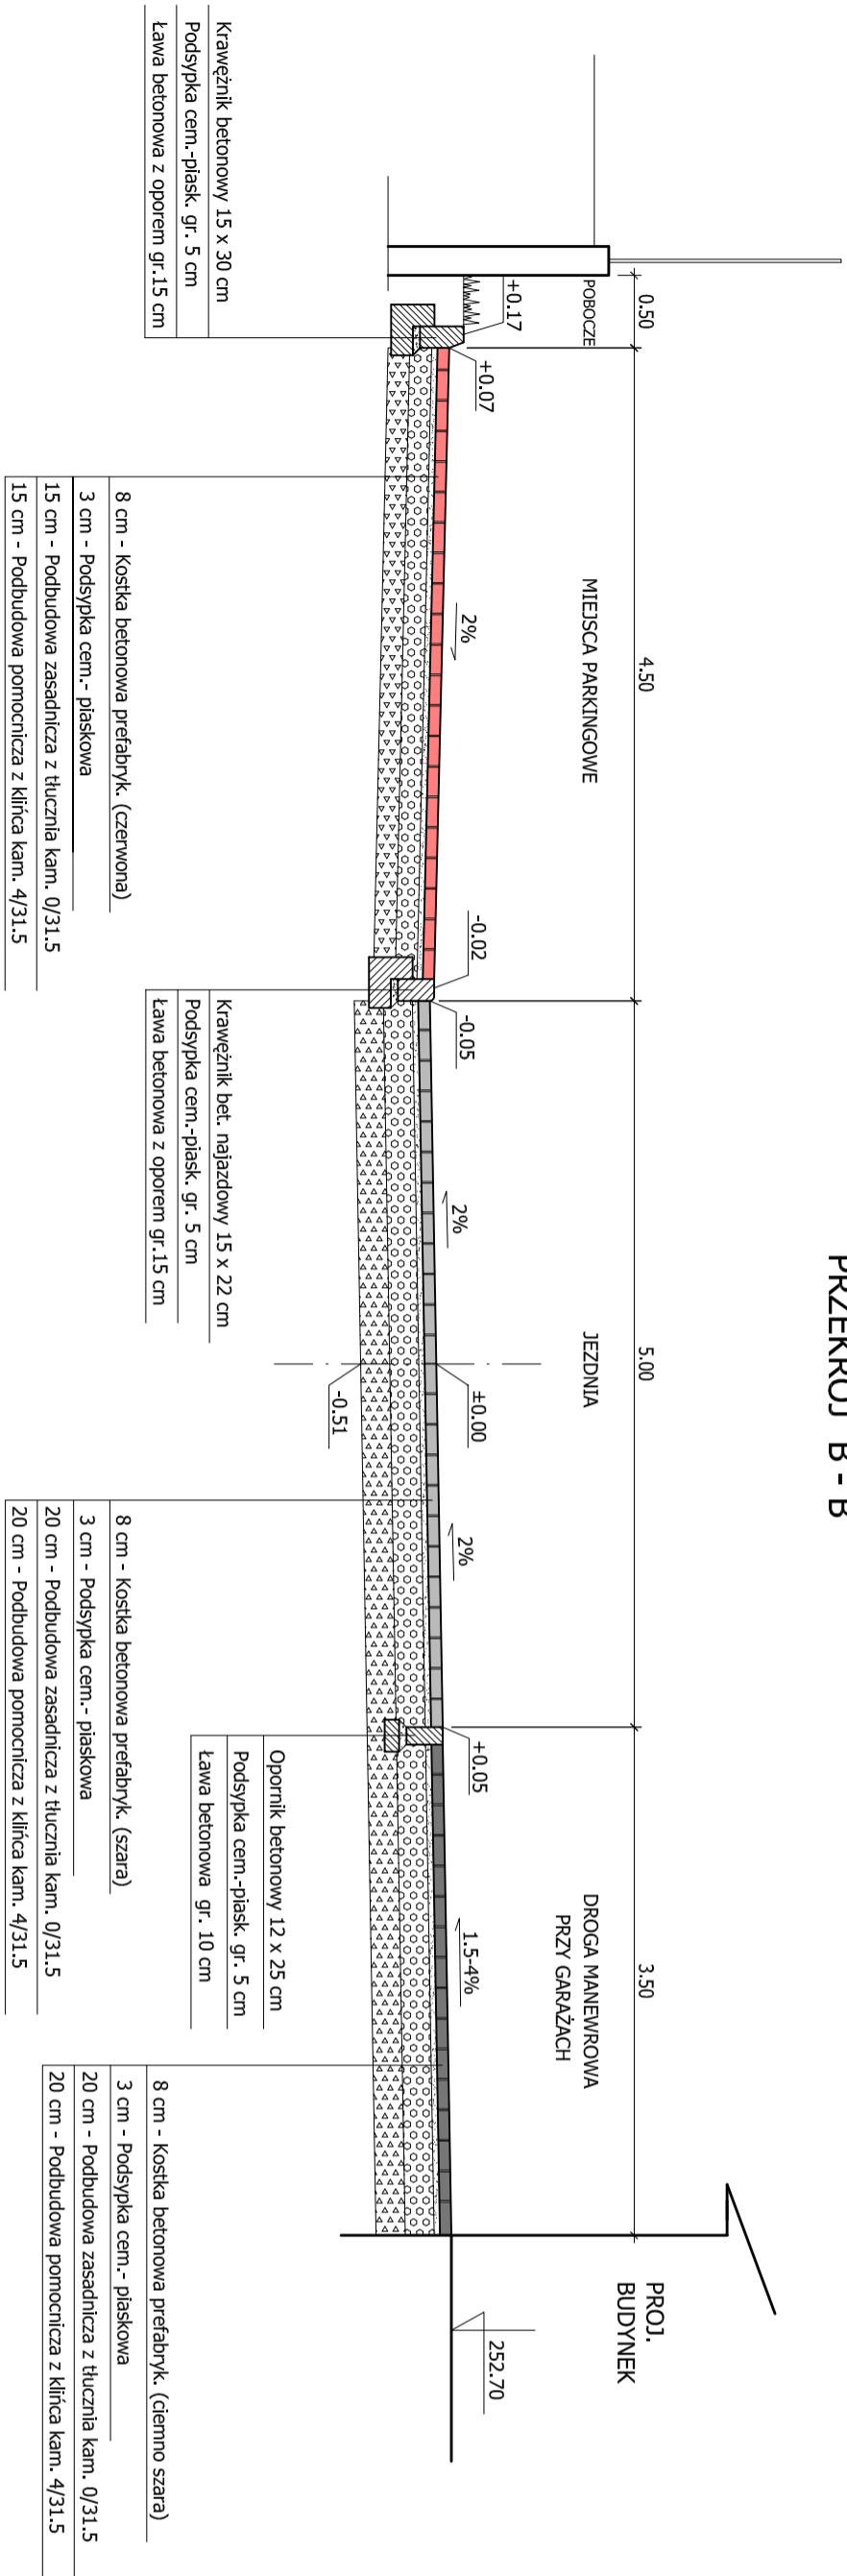 PRZEKRÓJ B - B
0.50
4.50
5.00
3.50
POBOCZE
MIEJSCA PARKINGOWE
JEZDNIA
DROGA MANEWROWA
PRZY GARAŻACH
PROJ.
BUDYNEK
+0.17
+0.07
2%
-0.02
-0.05
2%
±0.00
-0.51
2%
+0.05
1.5-4%
252.70
Krawężnik betonowy 15 x 30 cm
Podsypka cem.-piask. gr. 5 cm
Ława betonowa z oporem gr.15 cm
8 cm - Kostka betonowa prefabryk. (czerwona)
3 cm - Podsypka cem.- piaskowa
15 cm - Podbudowa zasadnicza z tłucznia kam. 0/31.5
15 cm - Podbudowa pomocnicza z klińca kam. 4/31.5
Krawężnik bet. najazdowy 15 x 22 cm
Podsypka cem.-piask. gr. 5 cm
Ława betonowa z oporem gr.15 cm
8 cm - Kostka betonowa prefabryk. (szara)
3 cm - Podsypka cem.- piaskowa
20 cm - Podbudowa zasadnicza z tłucznia kam. 0/31.5
20 cm - Podbudowa pomocnicza z klińca kam. 4/31.5
Opornik betonowy 12 x 25 cm
Podsypka cem.-piask. gr. 5 cm
Ława betonowa gr. 10 cm
8 cm - Kostka betonowa prefabryk. (ciemno szara)
3 cm - Podsypka cem.- piaskowa
20 cm - Podbudowa zasadnicza z tłucznia kam. 0/31.5
20 cm - Podbudowa pomocnicza z klińca kam. 4/31.5